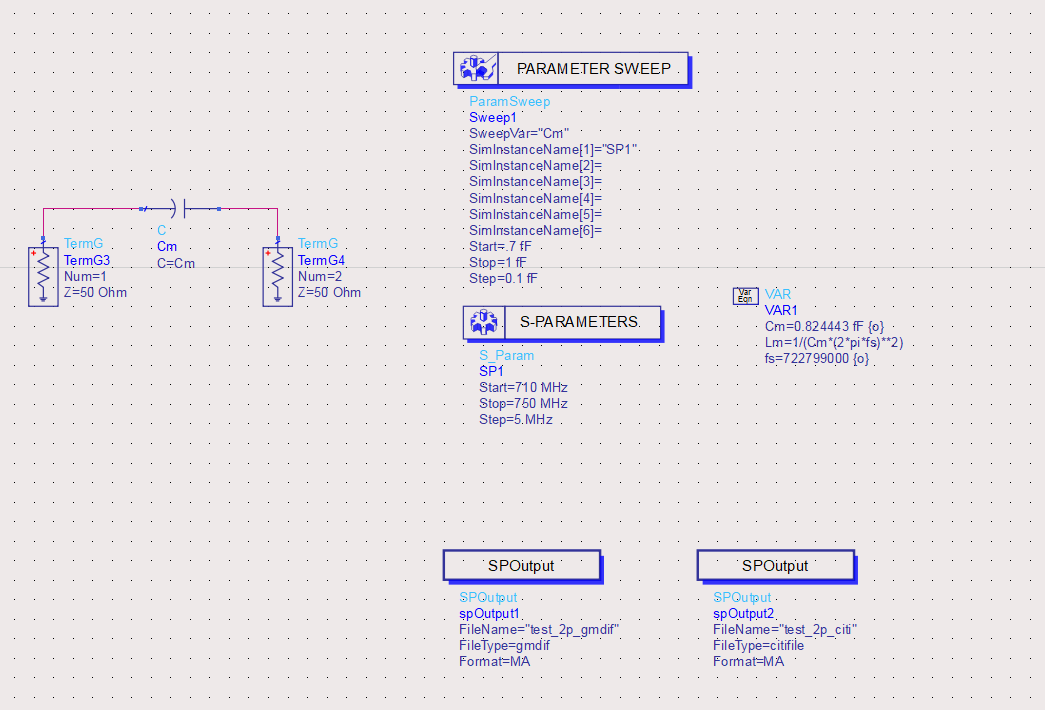 PARAMETER SWEEP
ParamSweep
Sweep1
SweepVar="Cm"
SimInstanceName[1]="SP1"
SimInstanceName[2]=
SimInstanceName[3]=
SimInstanceName[4]=
SimInstanceName[5]=
SimInstanceName[6]=
Start=.7 fF
Stop=1 fF
Step=0.1 fF
C
Cm
C=Cm
TermG
TermG3
Num=1
Z=50 Ohm
TermG
TermG4
Num=2
Z=50 Ohm
Var
Eqn
VAR
VAR1
Cm=0.824443 fF {o}
Lm=1/(Cm*(2*pi*fs)**2)
fs=722799000 {o}
S-PARAMETERS
S_Param
SP1
Start=710 MHz
Stop=750 MHz
Step=5 MHz
SPOutput
SPOutput
spOutput1
FileName="test_2p_gmdif"
FileType=gmdif
Format=MA
SPOutput
SPOutput
spOutput2
FileName="test_2p_citi"
FileType=citifile
Format=MA